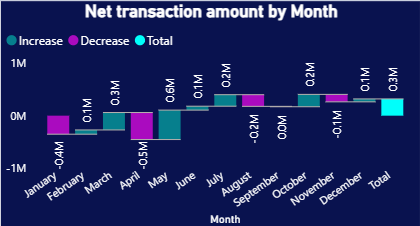 Net transaction amount by Month
Increase Decrease Total
1M
0M
-1M
-0.4M
0.1M
0.3M
-0.5M
0.6M
0.1M
0.2M
-0.2M
0.0M
0.2M
-0.1M
0.1M
0.3M
January February March April May June July August September October November December Total
Month